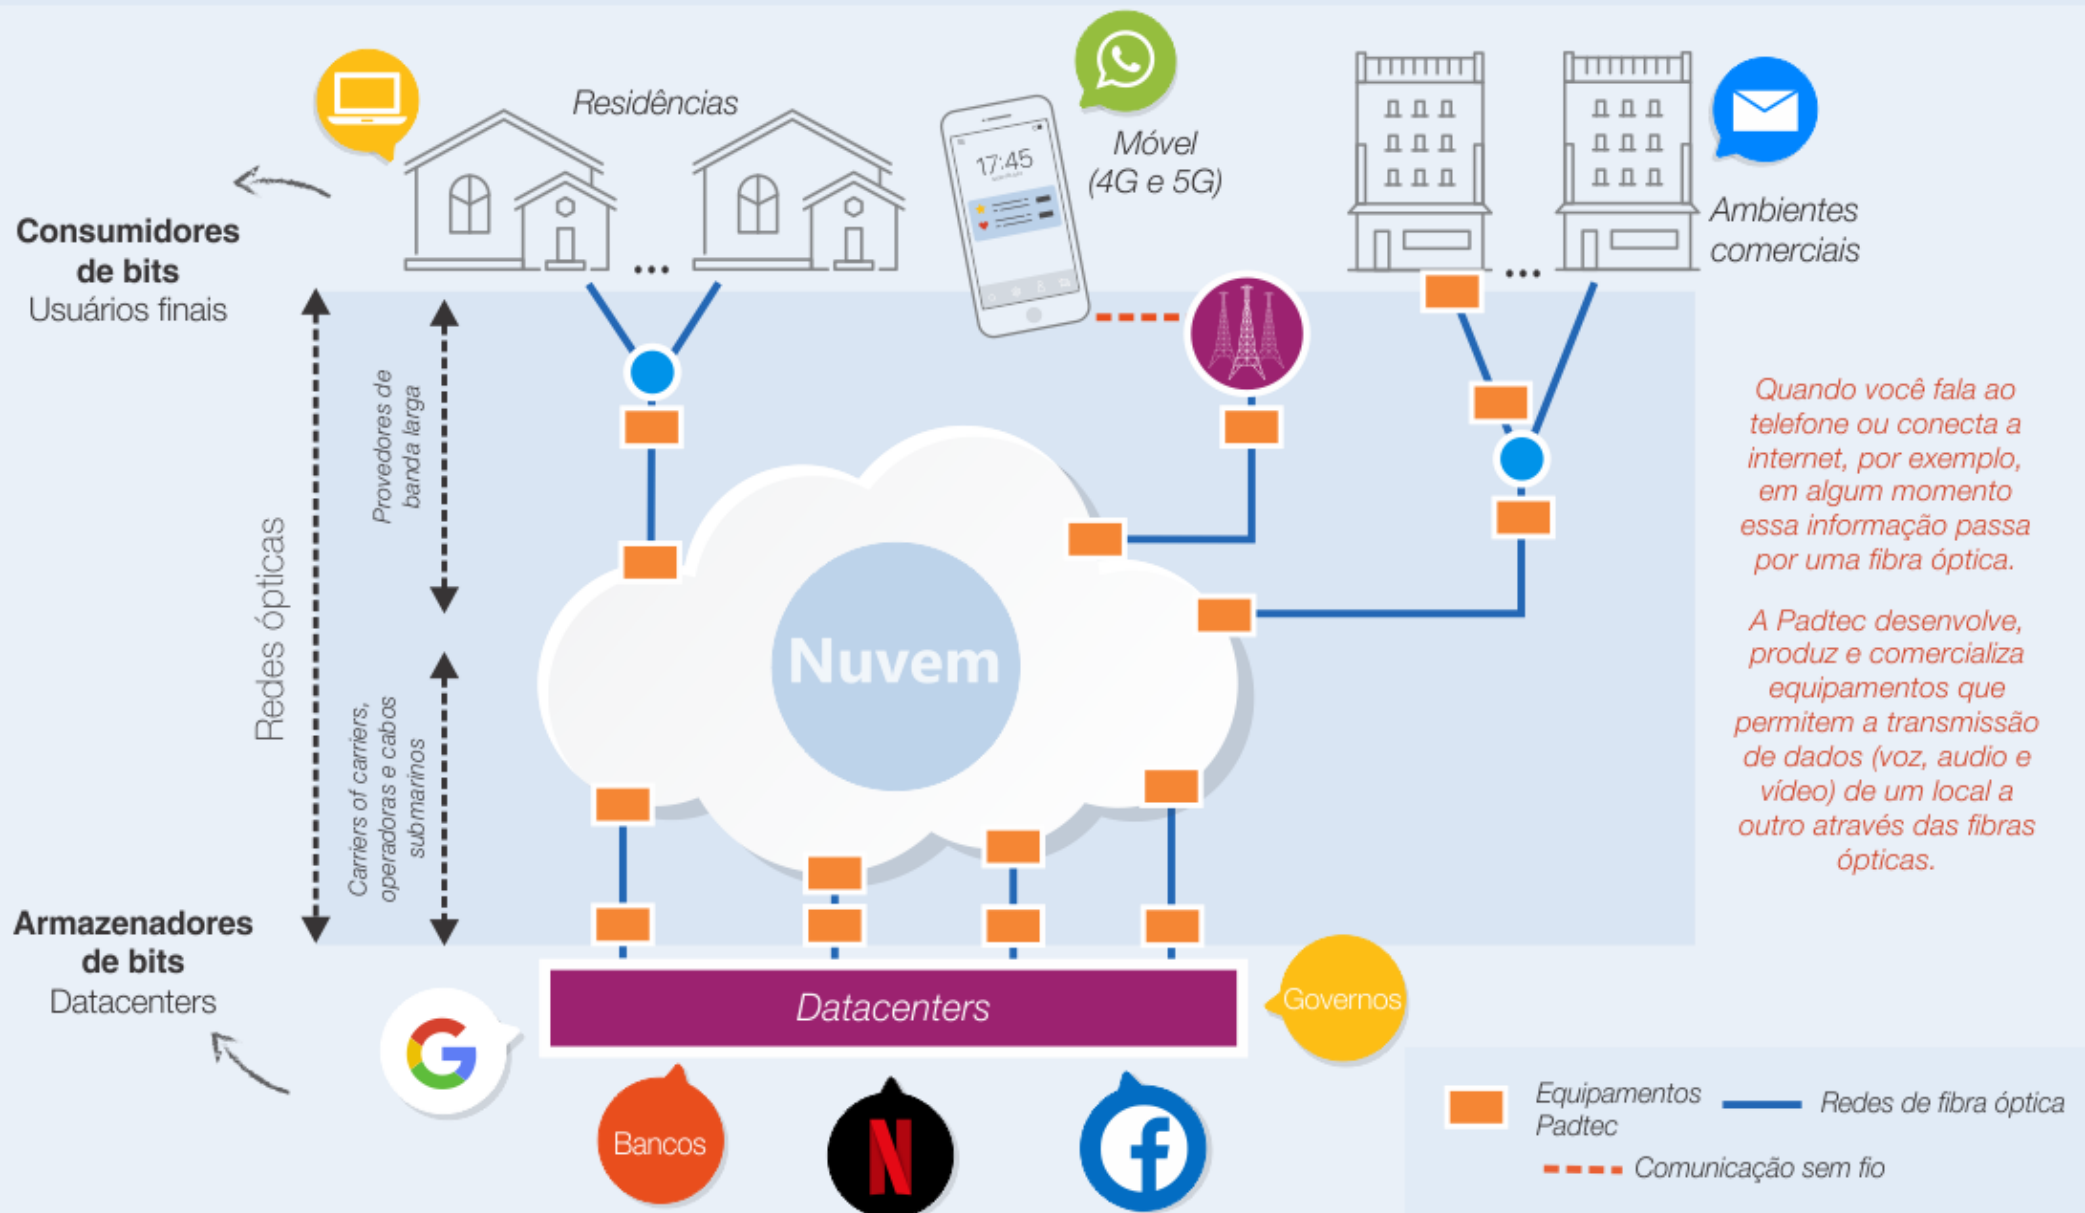 Residências
Móvel
(4G e 5G)
17:45
Ambientes
comerciais
Consumidores
de bits
Usuários finais
Redes ópticas
Provedores de
banda larga
Carriers of carriers,
operadoras e cabos
submarinos
Nuvem
Quando você fala ao
telefone ou conecta a
internet, por exemplo,
em algum momento
essa informação passa
por uma fibra óptica.
A Padtec desenvolve,
produz e comercializa
equipamentos que
permitem a transmissão
de dados (voz, audio e
vídeo) de um local a
outro através das fibras
ópticas.
Armazenadores
de bits
Datacenters
Datacenters
Governos
G
Bancos
N
f
Equipamentos
Padtec
Redes de fibra óptica
Comunicação sem fio